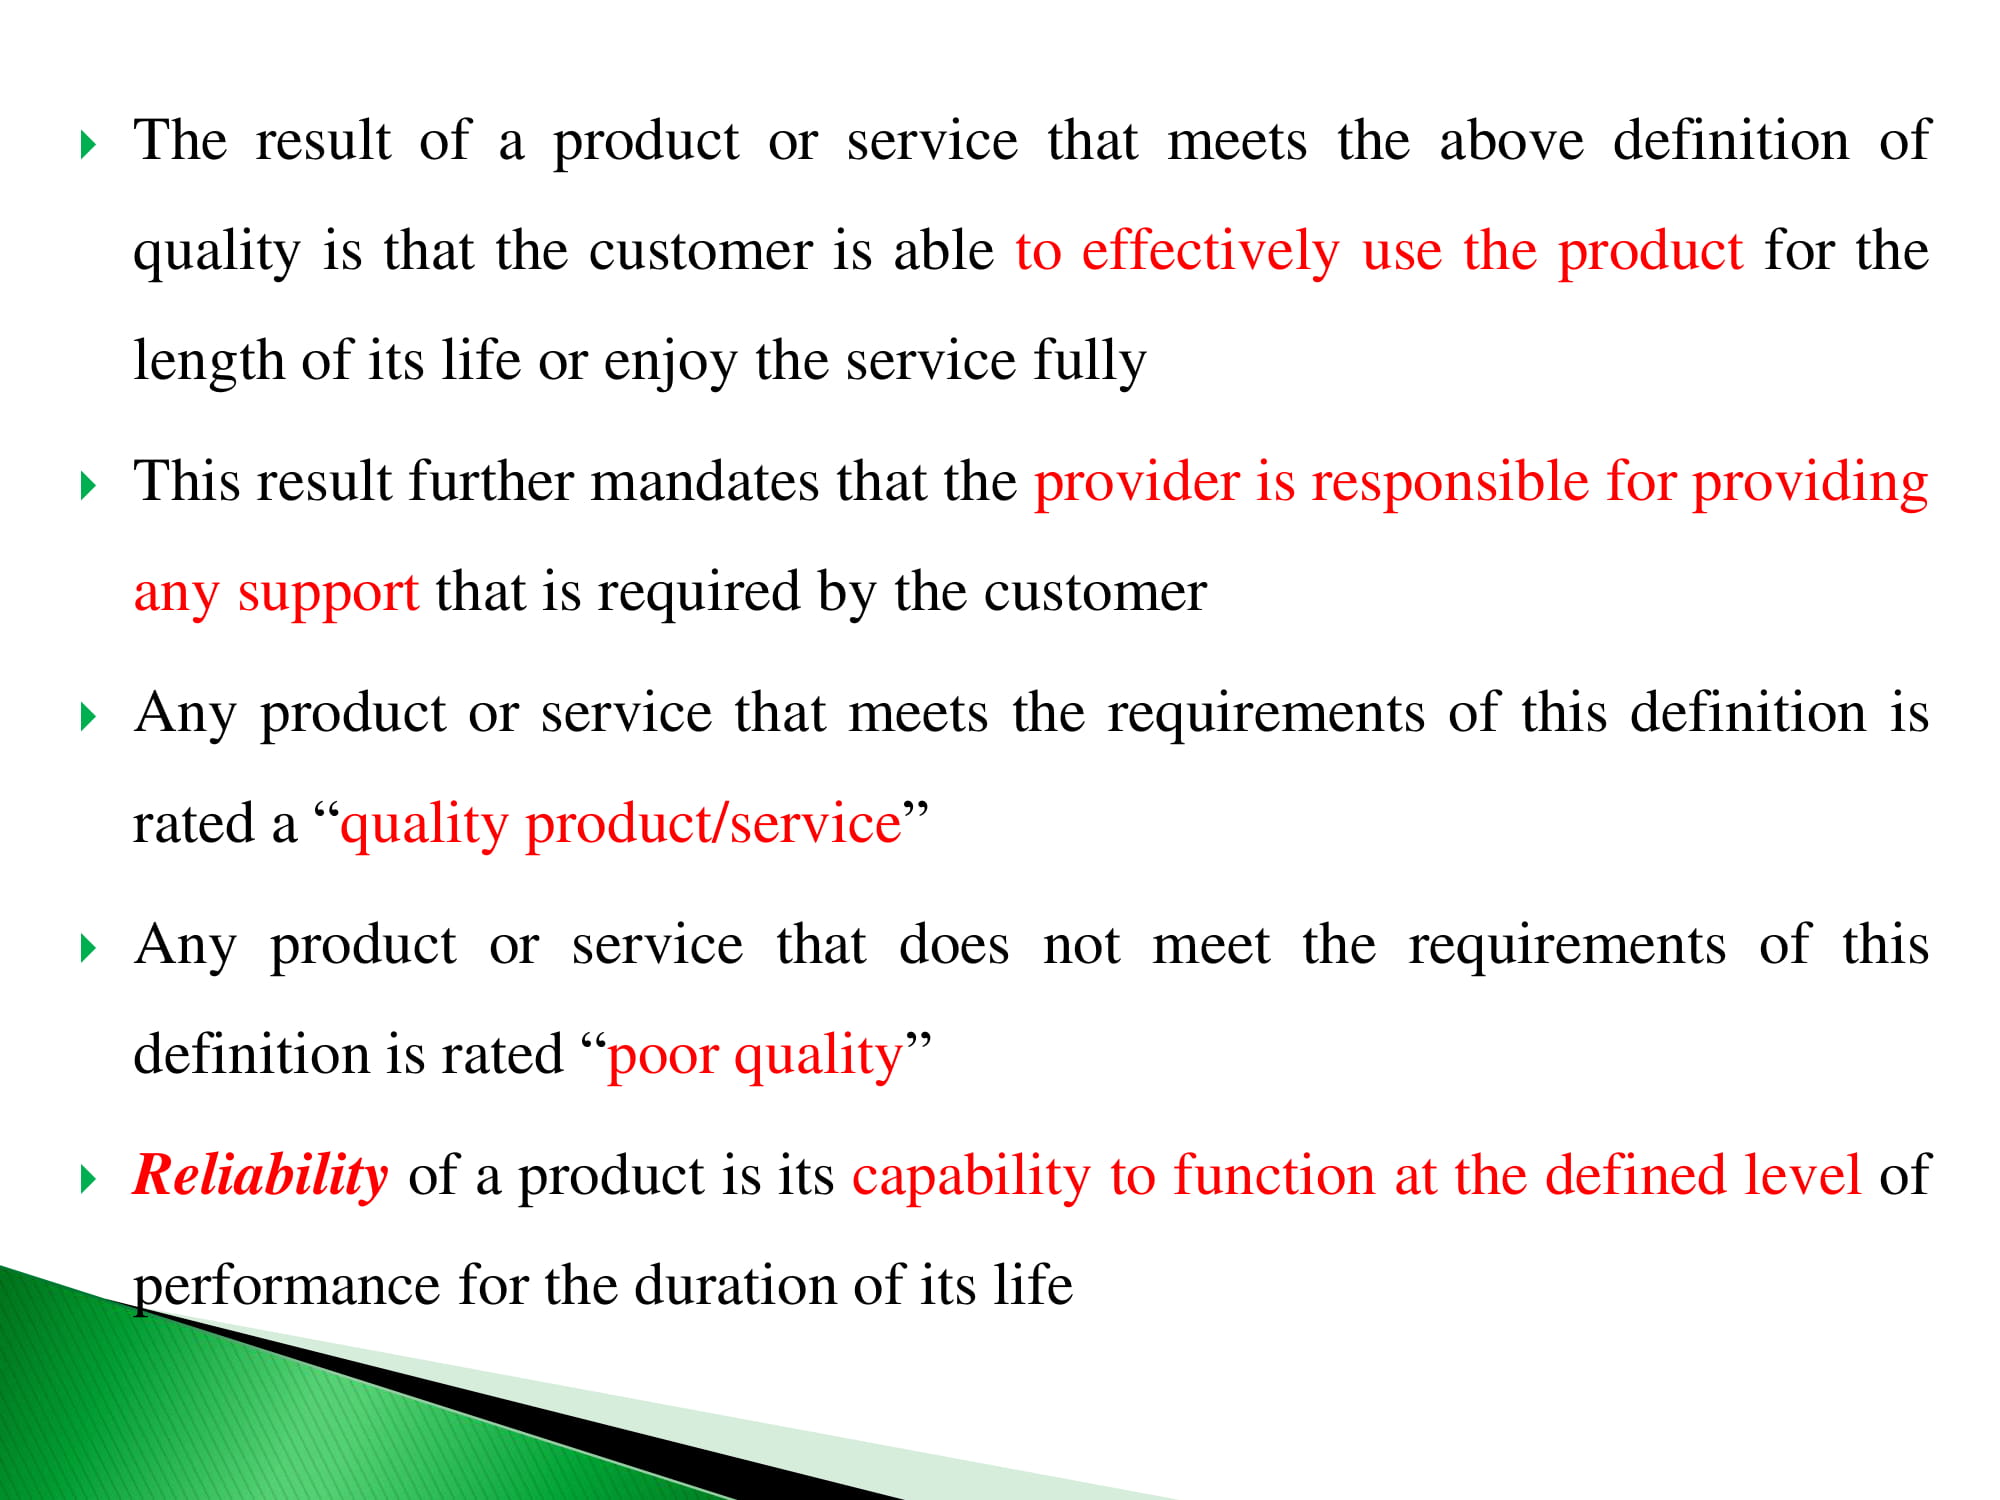 The result of a product or service that meets the above definition of
quality is that the customer is able to effectively use the product for the
length of its life or enjoy the service fully
This result further mandates that the provider is responsible for providing
any support that is required by the customer
Any product or service that meets the requirements of this definition is
rated a “quality product/service”
Any product or service that does not meet the requirements of this
definition is rated “poor quality”
Reliability of a product is its capability to function at the defined level of
performance for the duration of its life